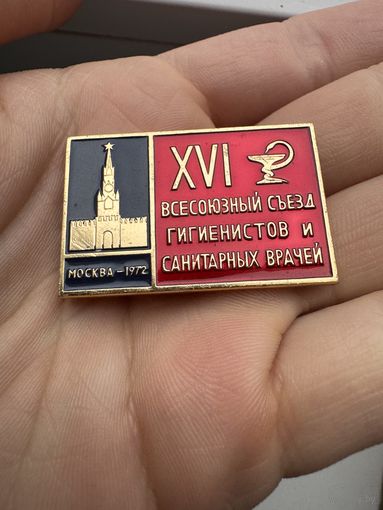 XVI
ВСЕСОЮЗНЫЙ СЪЕЗД
ГИГИЕНИСТОВ И
САНИТАРНЫХ ВРАЧЕЙ
МОСКВА – 1972